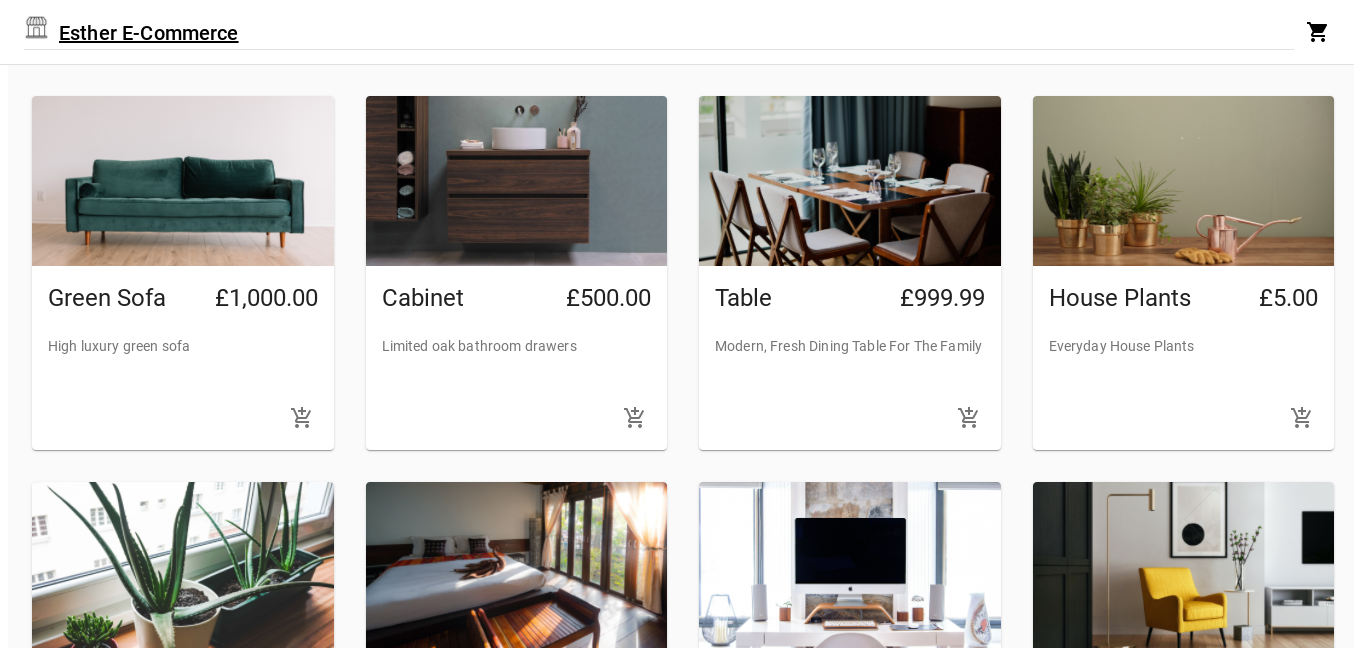 Esther E-Commerce
Green Sofa £1,000.00
High luxury green sofa
Cabinet £500.00
Limited oak bathroom drawers
Table £999.99
Modern, Fresh Dining Table For The Family
House Plants £5.00
Everyday House Plants